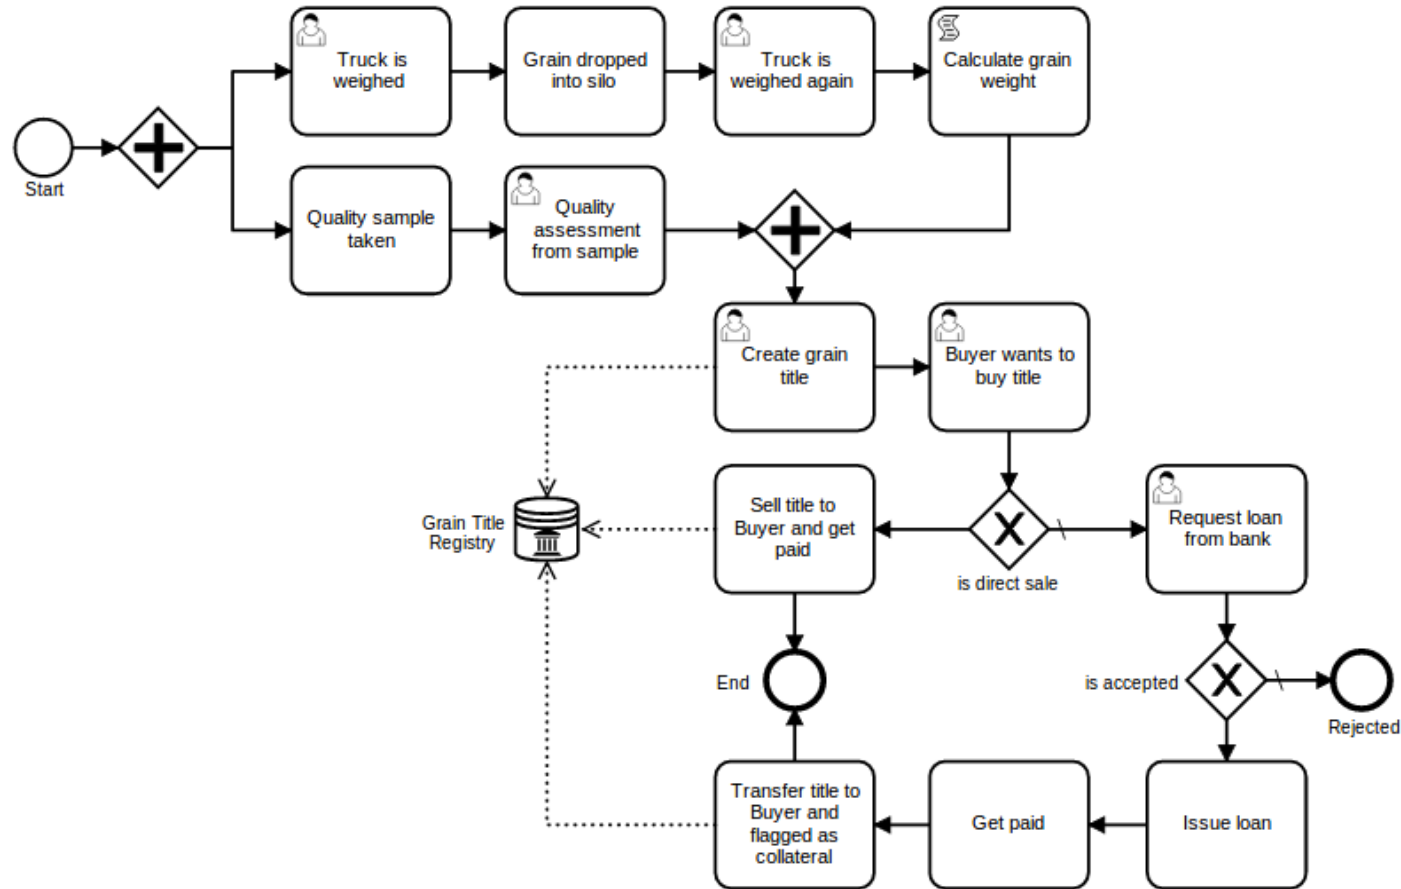 Truck is
weighed
Grain dropped
into silo
Truck is
weighed again
Calculate grain
weight
Start
Quality sample
taken
Quality
assessment
from sample
Create grain
title
Buyer wants to
buy title
Grain Title
Registry
Sell title to
Buyer and get
paid
is direct sale
Request loan
from bank
End
is accepted
Rejected
Transfer title to
Buyer and
flagged as
collateral
Get paid
Issue loan